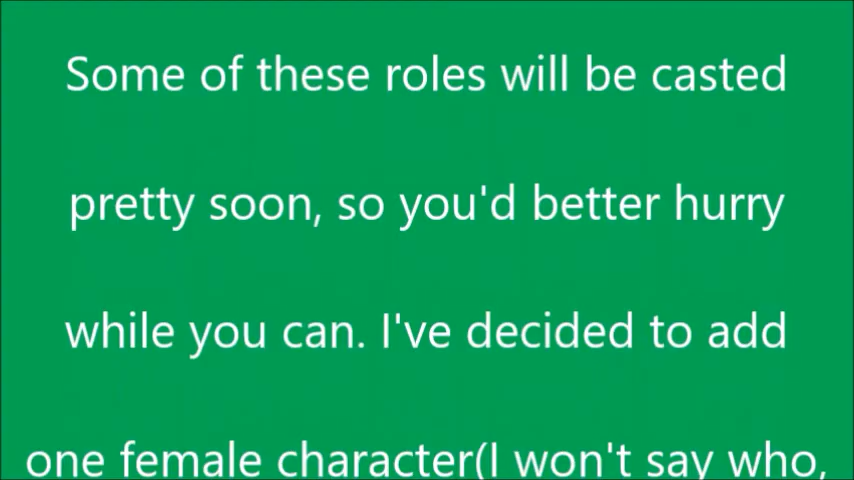 Some of these roles will be casted
pretty soon, so you'd better hurry
while you can. I've decided to add
one female character(I won't say who,